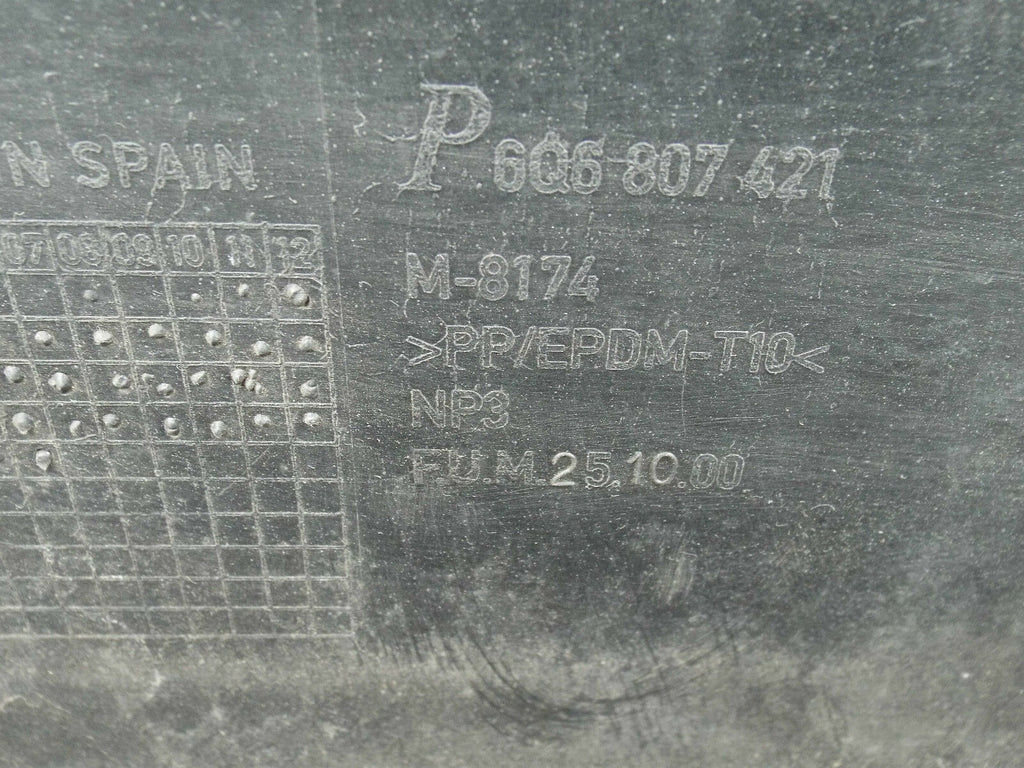 N SPAIN
P 6Q6 807 421
07 08 09 10 11 12
M-8174
>PP/EPDM-T10<
NP3
F.U.M.25.10.00